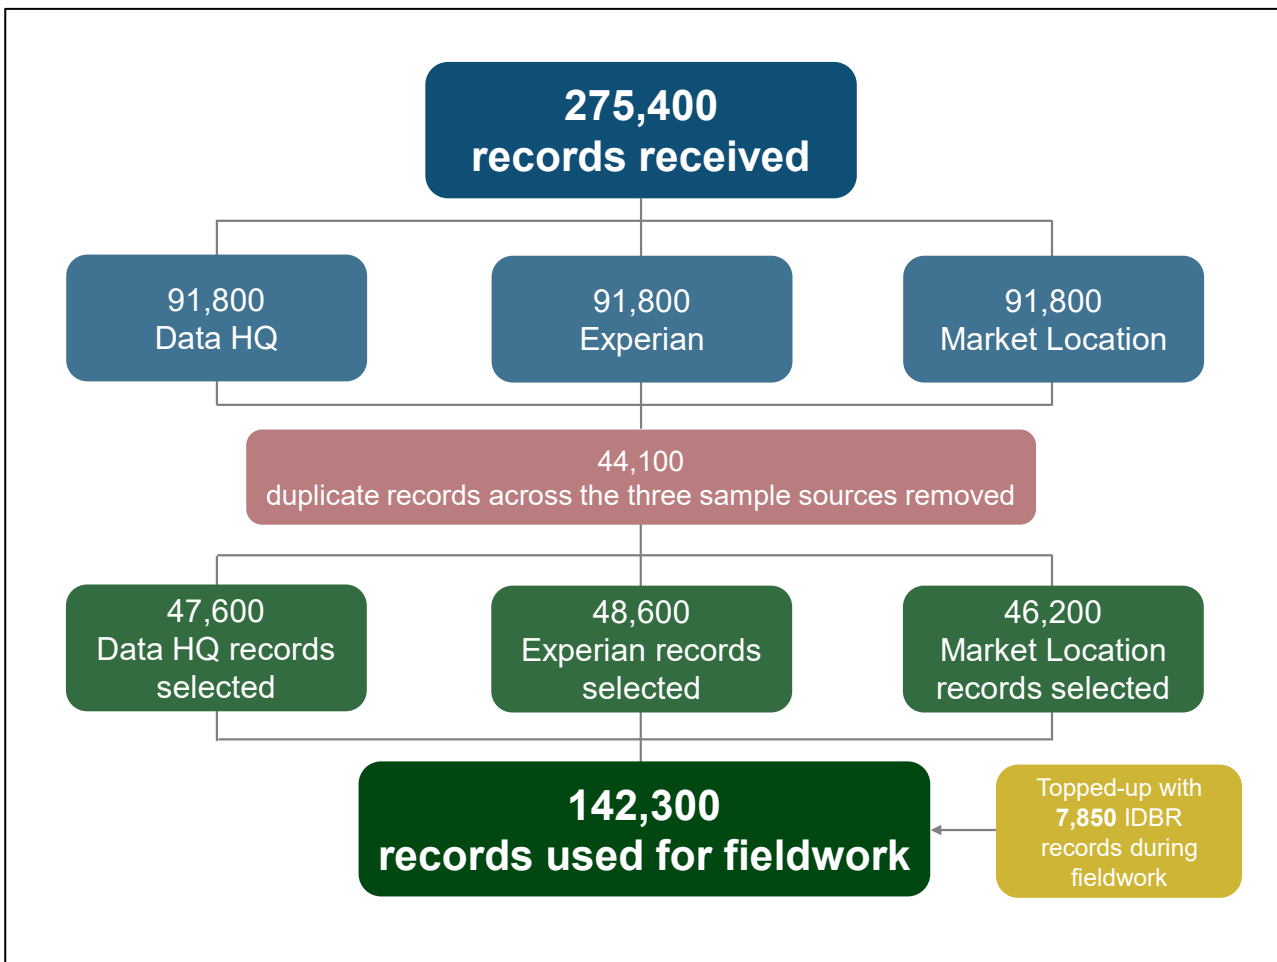 275,400
records received
91,800
Data HQ
91,800
Experian
91,800
Market Location
44,100
duplicate records across the three sample sources removed
47,600
Data HQ records
selected
48,600
Experian records
selected
46,200
Market Location
records selected
142,300
records used for fieldwork
Topped-up with
7,850 IDBR
records during
fieldwork